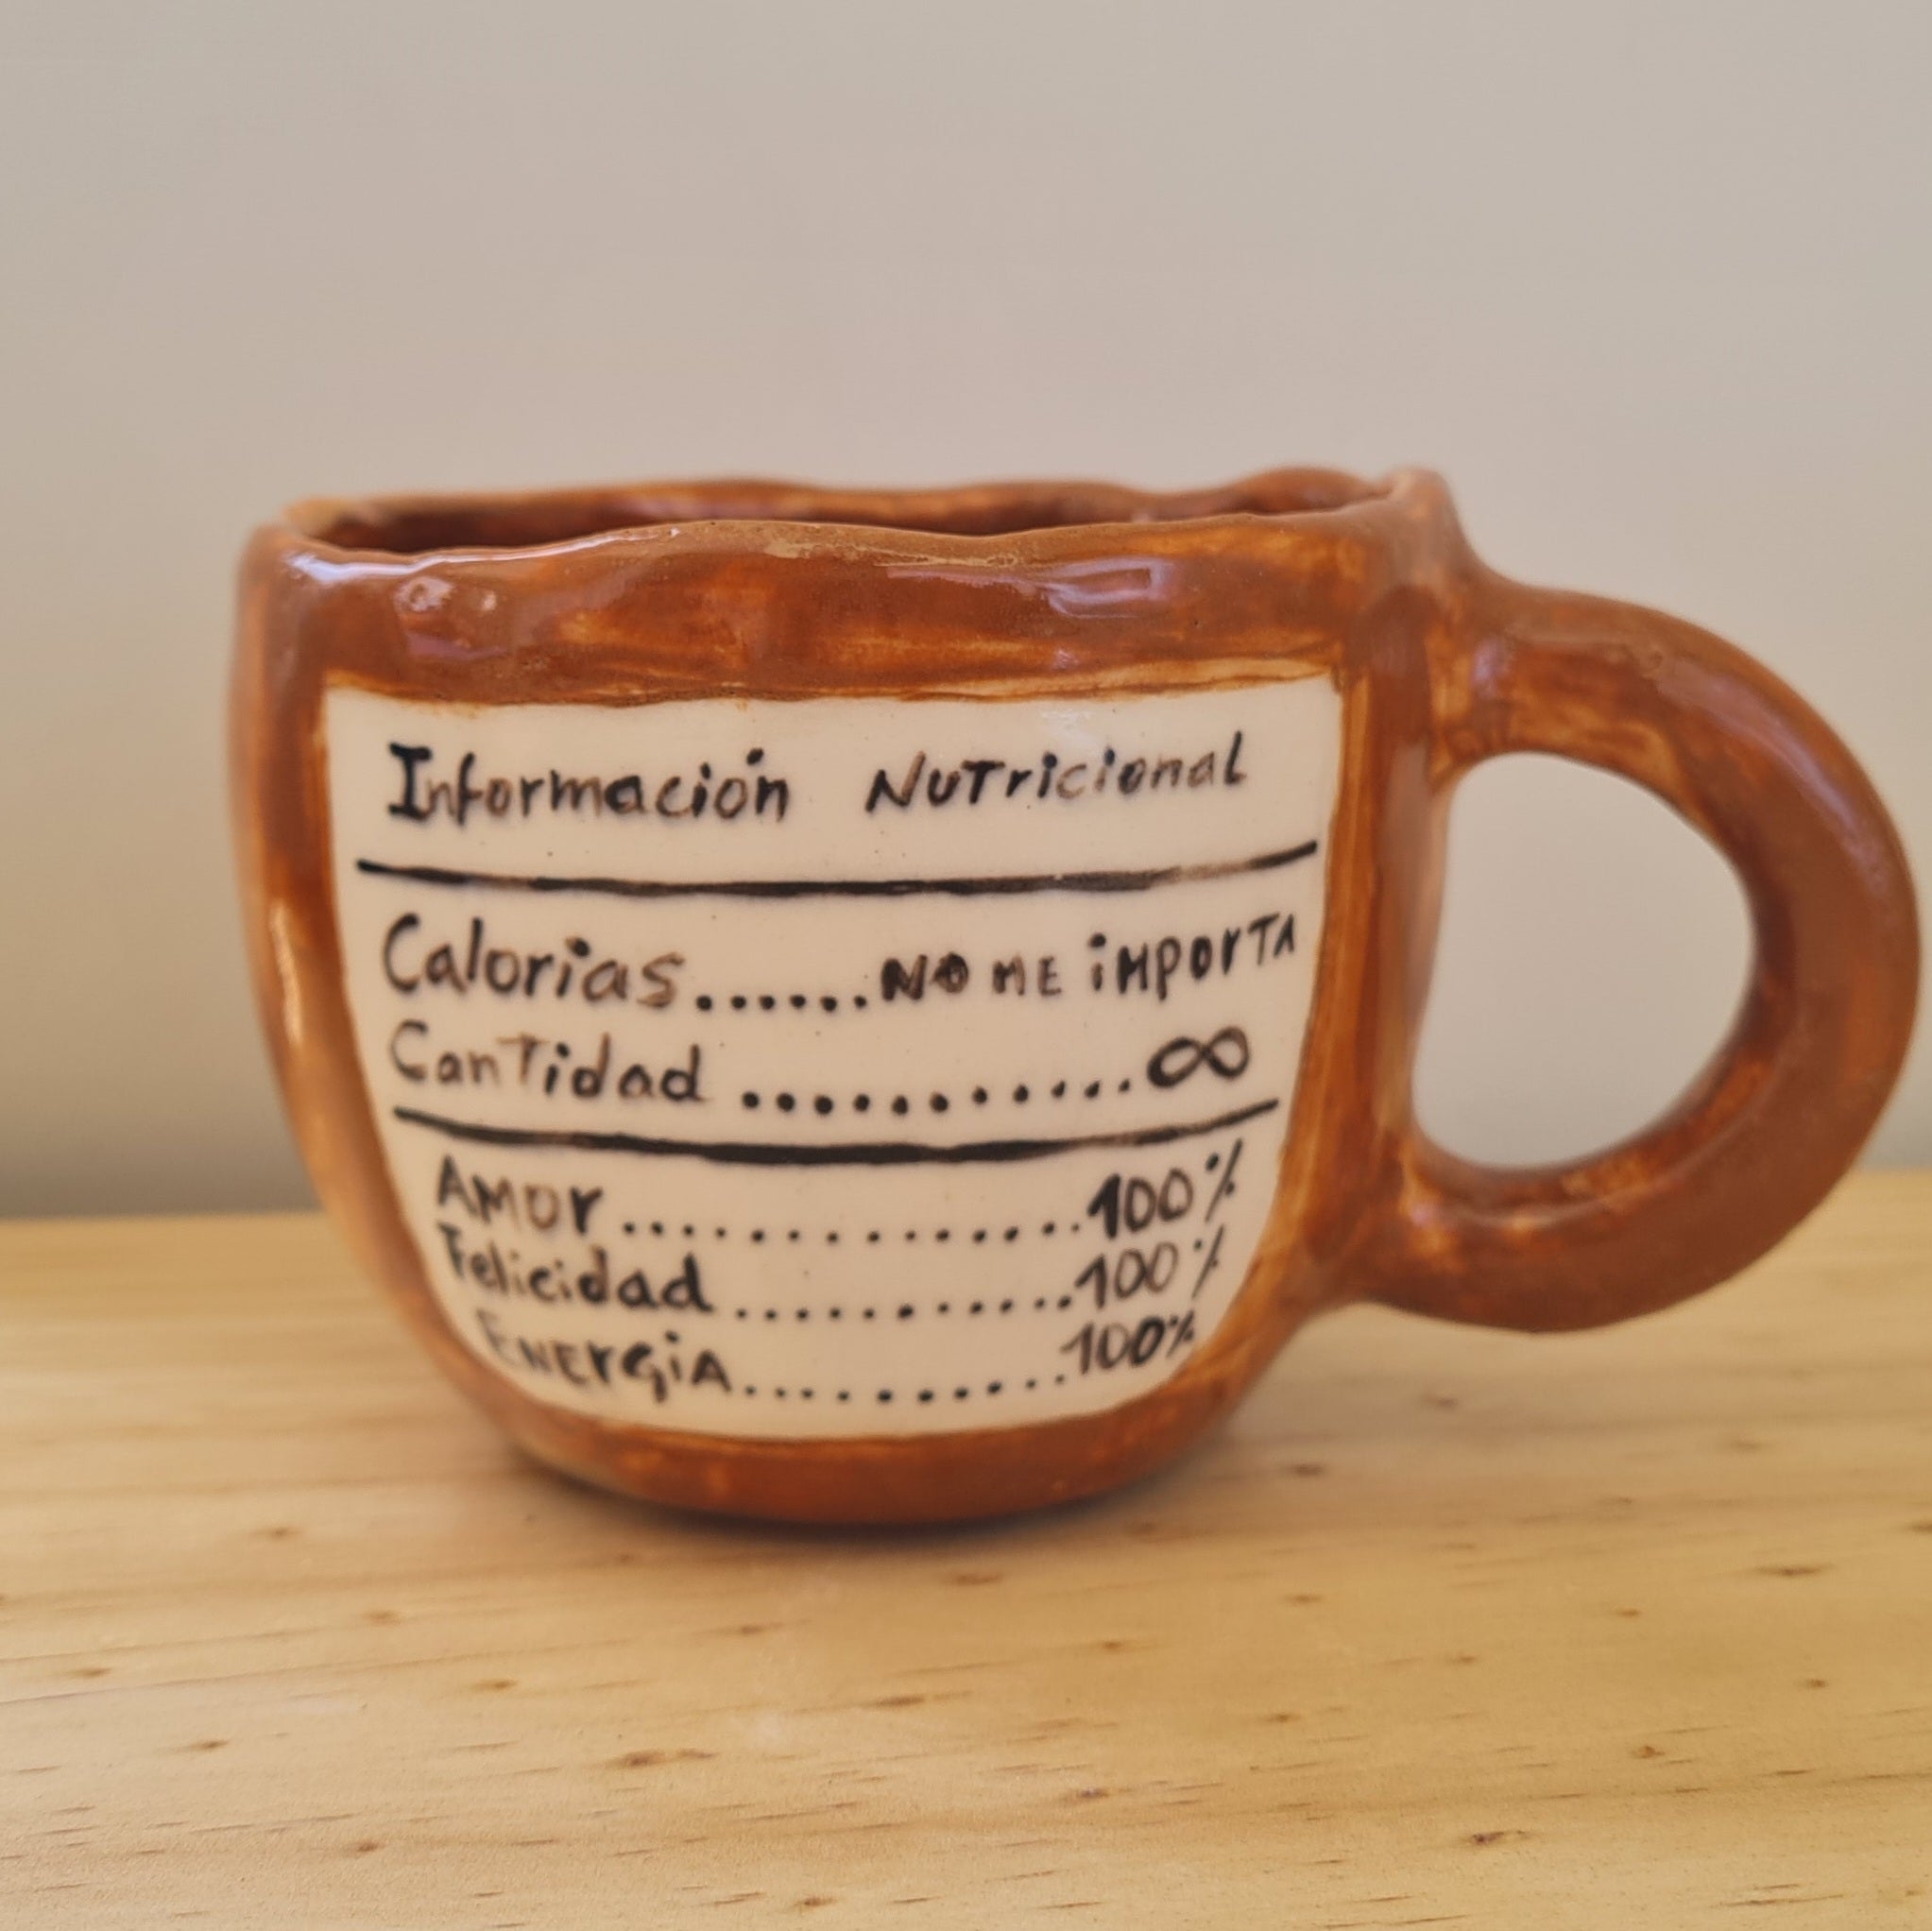 Información NuTricional
Calorias......NO ME iMPOrTA
CanTidad ...........∞
AMOr...............100%
Felicidad............100%
ENErgiA...........100%